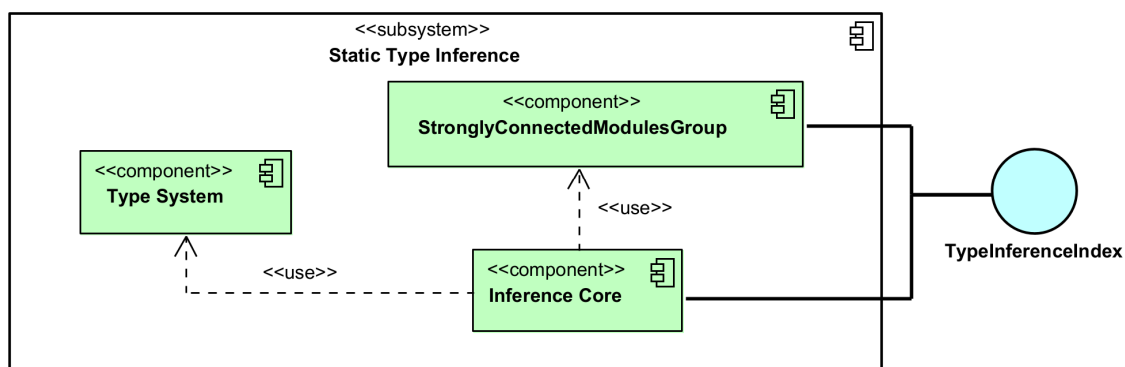 <<subsystem>>
Static Type Inference
<<component>>
StronglyConnectedModulesGroup
<<component>>
Type System
<<use>>
<<use>>
<<component>>
Inference Core
TypeInferenceIndex